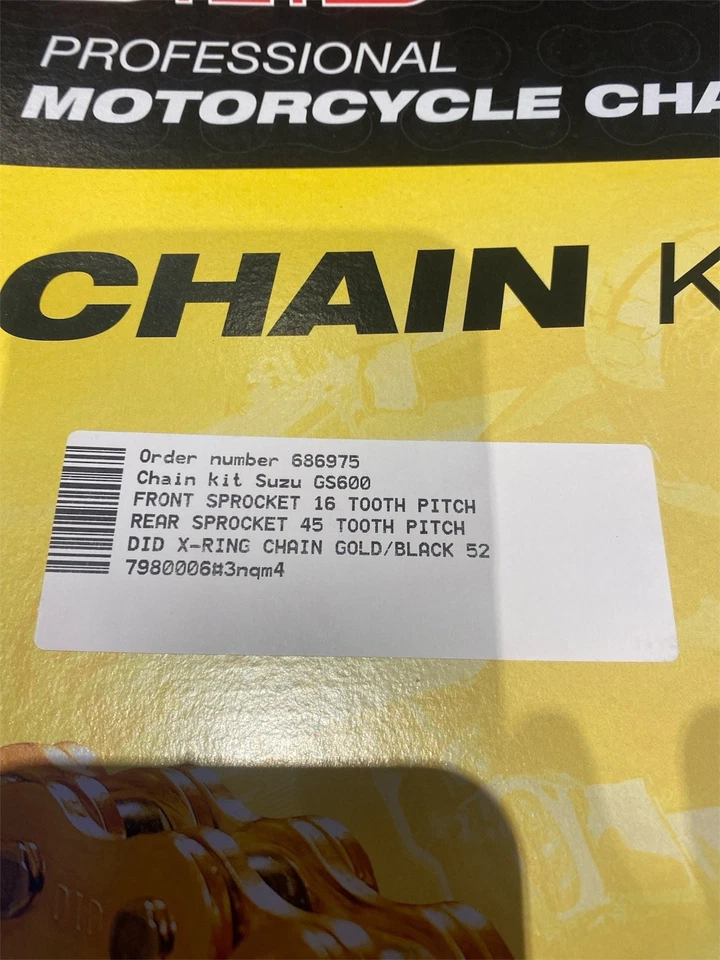 PROFESSIONAL
MOTORCYCLE CHA
CHAIN K
Order number 686975
Chain kit Suzu GS600
FRONT SPROCKET 16 TOOTH PITCH
REAR SPROCKET 45 TOOTH PITCH
DID X-RING CHAIN GOLD/BLACK 52
7980006#3nqm4
DID